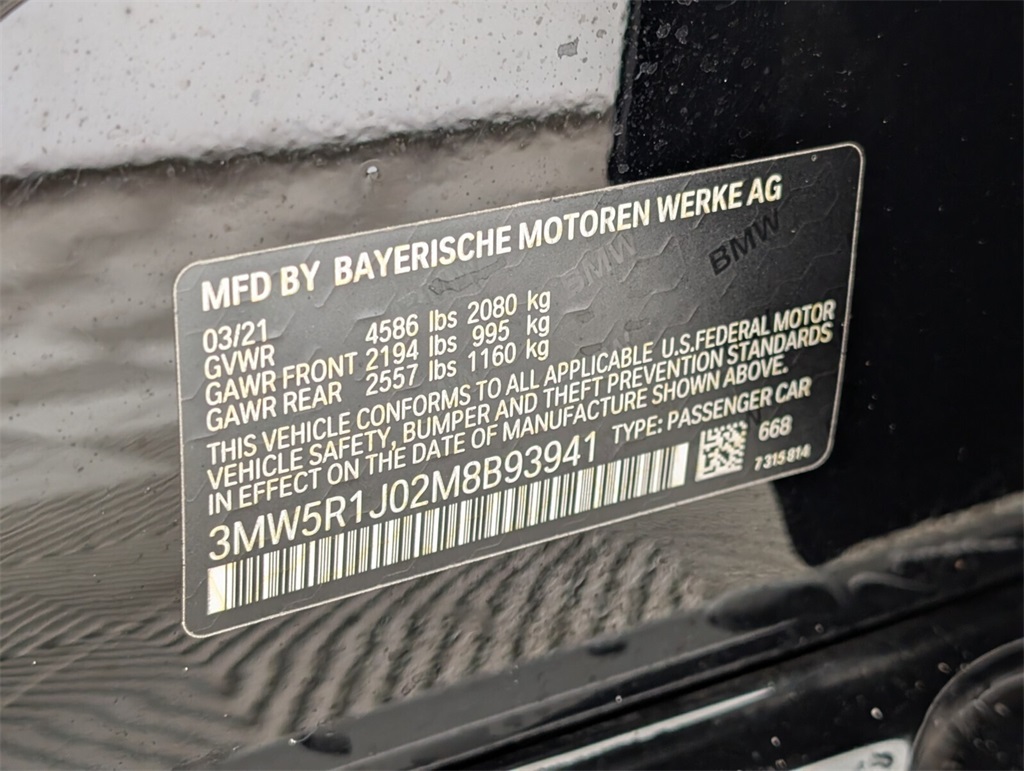 MFD BY BAYERISCHE MOTOREN WERKE AG
BMW BMW
03/21
GVWR 4586 lbs 2080 kg
GAWR FRONT 2194 lbs 995 kg
GAWR REAR 2557 lbs 1160 kg
THIS VEHICLE CONFORMS TO ALL APPLICABLE U.S.FEDERAL MOTOR
VEHICLE SAFETY, BUMPER AND THEFT PREVENTION STANDARDS
IN EFFECT ON THE DATE OF MANUFACTURE SHOWN ABOVE.
3MW5R1J02M8B93941 TYPE: PASSENGER CAR
668
7 315 814